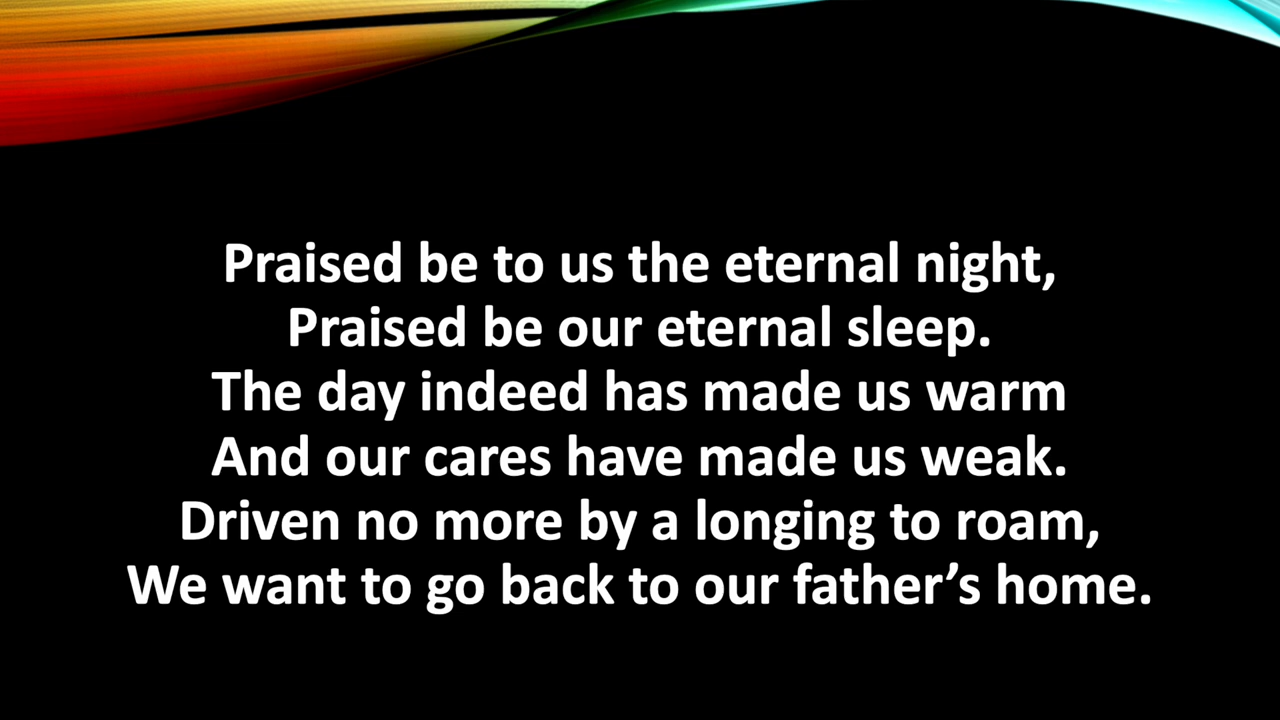 Praised be to us the eternal night,
Praised be our eternal sleep.
The day indeed has made us warm
And our cares have made us weak.
Driven no more by a longing to roam,
We want to go back to our father’s home.